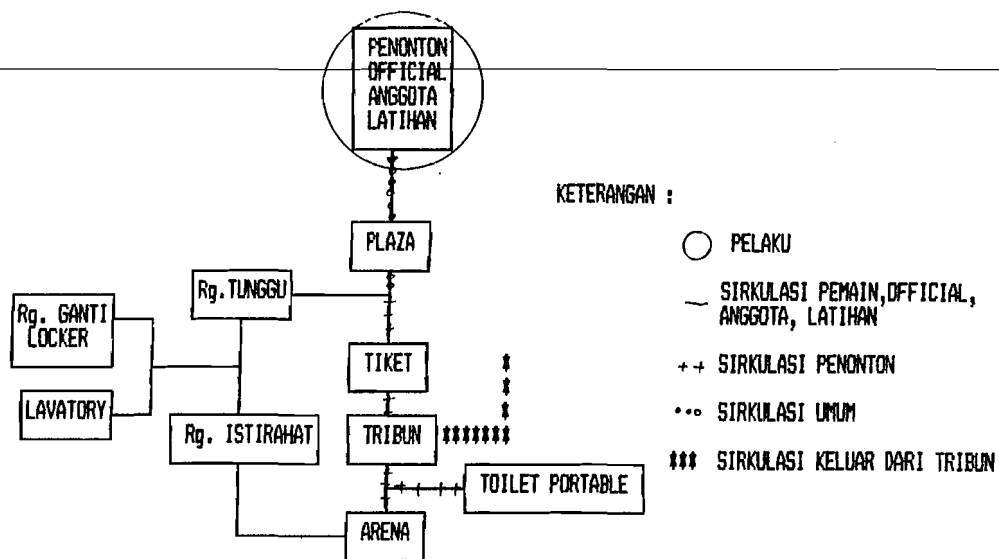 PENONTON
OFFICIAL
ANGGOTA
LATIHAN
PLAZA
Rg. TUNGGU
Rg. GANTI
LOCKER
LAVATORY
TIKET
TRIBUN
Rg. ISTIRAHAT
TOILET PORTABLE
ARENA
KETERANGAN :
PELAKU
SIRKULASI PEMAIN,OFFICIAL,
ANGGOTA, LATIHAN
SIRKULASI PENONTON
SIRKULASI UMUM
SIRKULASI KELUAR DARI TRIBUN